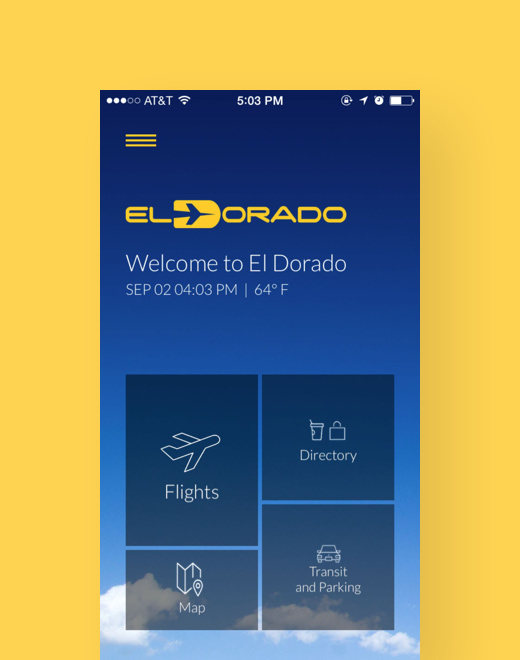 AT&T 5:03 PM
EL DORADO
Welcome to El Dorado
SEP 02 04:03 PM | 64° F
Flights
Directory
Map
Transit
and Parking